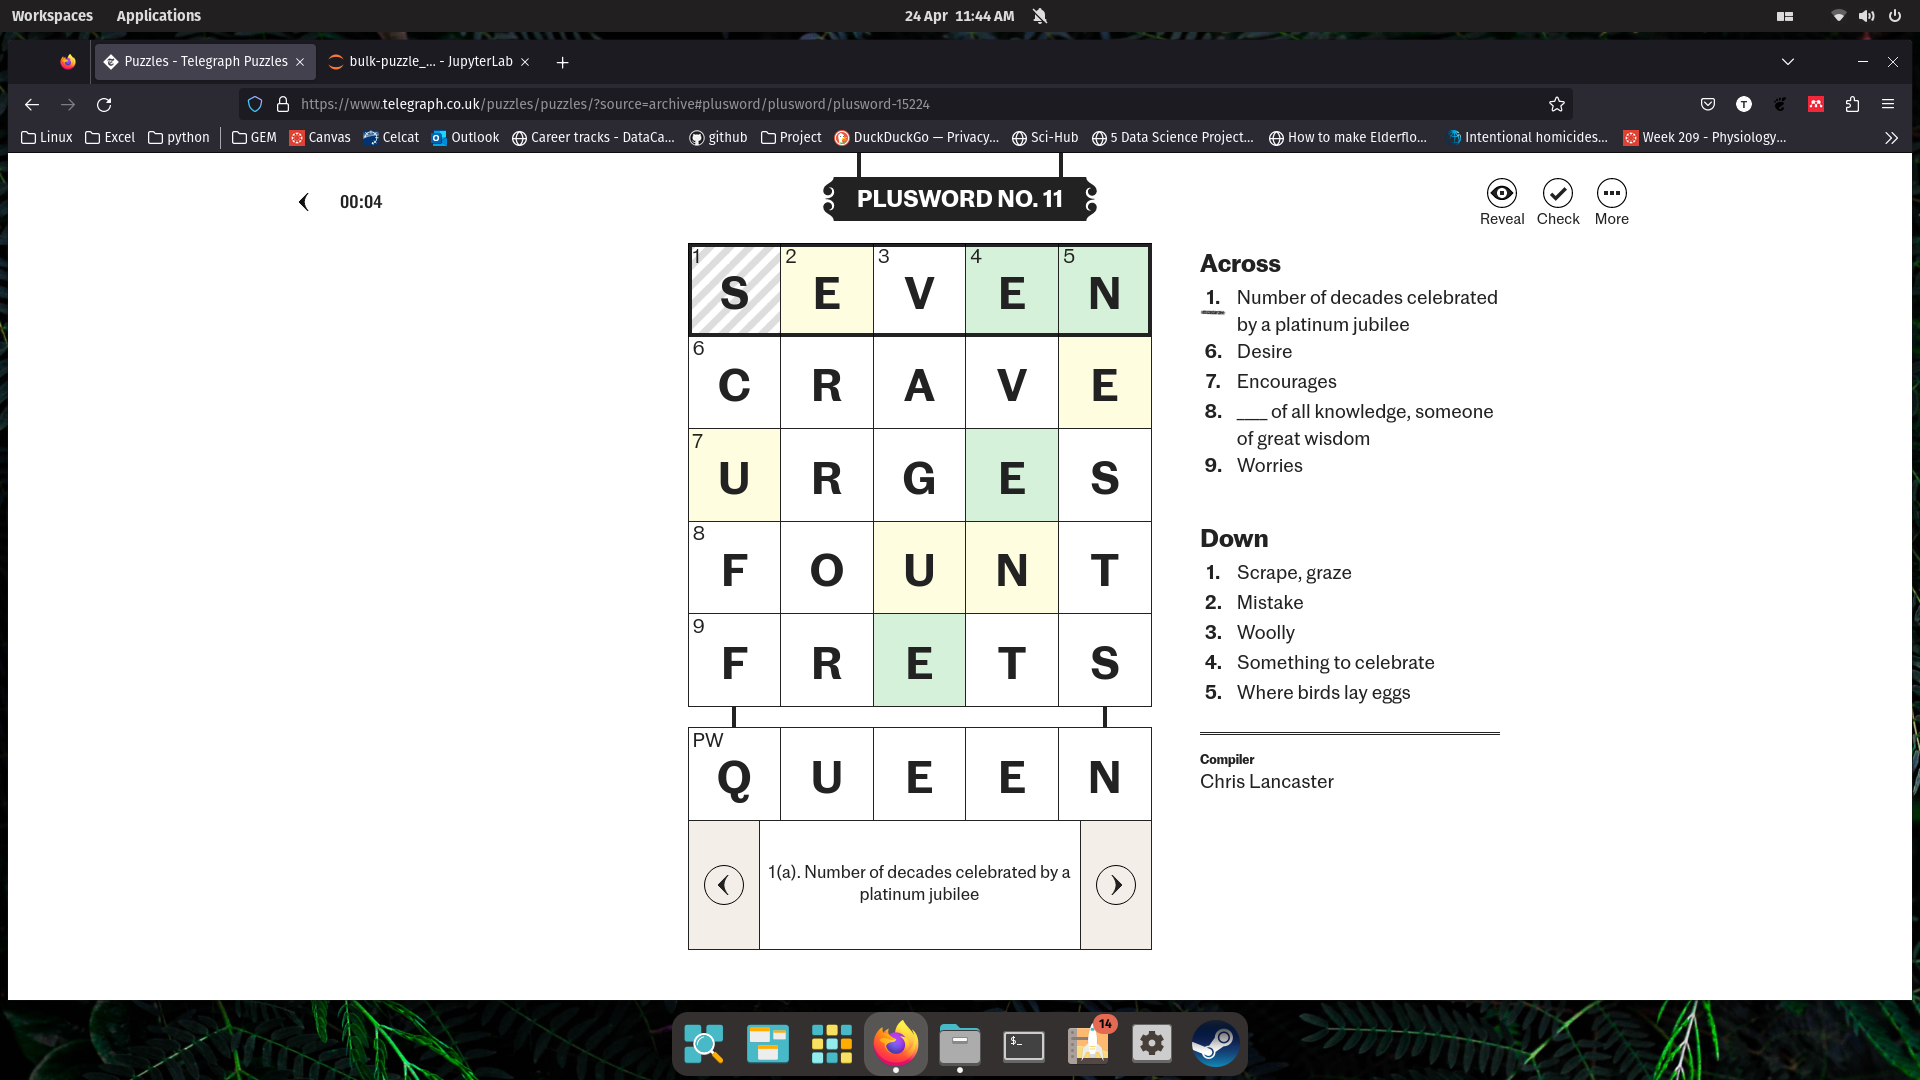 Workspaces Applications 24 Apr 11:44 AM
Puzzles - Telegraph Puzzles bulk-puzzle_... - JupyterLab
https://www.telegraph.co.uk/puzzles/puzzles/?source=archive#plusword/plusword/plusword-15224
Linux Excel python GEM Canvas Celcat Outlook Career tracks - DataCa... github Project DuckDuckGo — Privacy... Sci-Hub 5 Data Science Project... How to make Elderflo... Intentional homicides... Week 209 - Physiology...
00:04
PLUSWORD NO. 11
Reveal Check More
1 S 2 E 3 V 4 E 5 N
6 C R A V E
7 U R G E S
8 F O U N T
9 F R E T S
PW Q U E E N
1(a). Number of decades celebrated by a
platinum jubilee
Across
1. Number of decades celebrated
by a platinum jubilee
6. Desire
7. Encourages
8. ___ of all knowledge, someone
of great wisdom
9. Worries
Down
1. Scrape, graze
2. Mistake
3. Woolly
4. Something to celebrate
5. Where birds lay eggs
Compiler
Chris Lancaster
$_
14